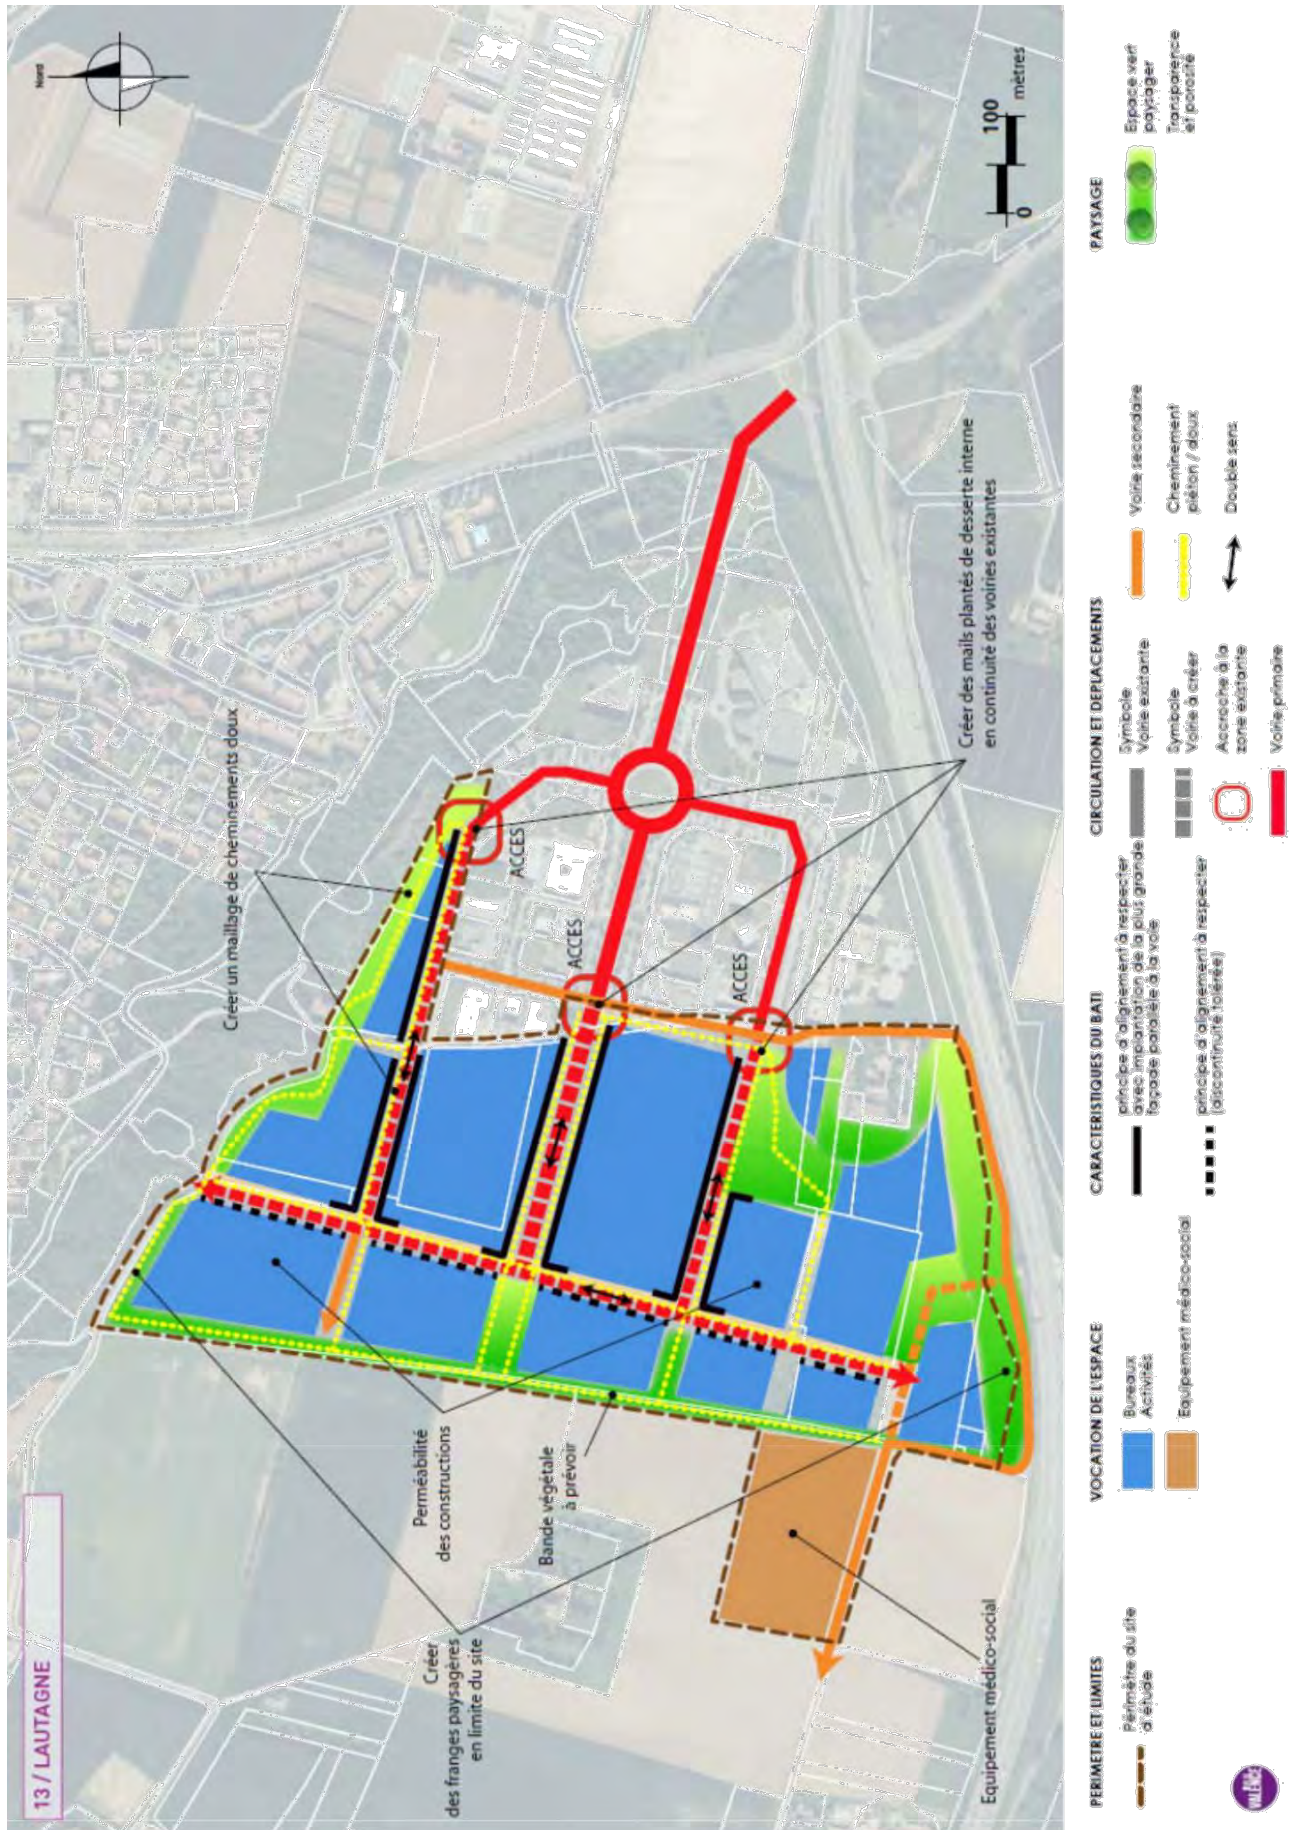 13 / LAUTAGNE
Nord
Créer un maillage de cheminements doux
ACCES
ACCES
ACCES
Créer des mails plantés de desserte interne
en continuité des voiries existantes
Perméabilité
des constructions
Bande végétale
à prévoir
Créer
des franges paysagères
en limite du site
Equipement médico-social
0
100
mètres
PERIMETRE ET LIMITES
Périmètre du site
d'étude
VOCATION DE L'ESPACE
Bureaux
Activités
Equipement médico-social
CARACTERISTIQUES DU BATI
principe d'alignement à respecter
avec implantation de la plus grande
façade parallèle à la voie
principe d'alignement à respecter
(discontinuité tolérée)
CIRCULATION ET DEPLACEMENTS
Symbole
Voirie existante
Symbole
Voirie à créer
Accroche à la
zone existante
Voirie primaire
Voirie secondaire
Cheminement
piéton / doux
Double sens
PAYSAGE
Espace vert
paysager
Transparence
et porosité
VALENCE